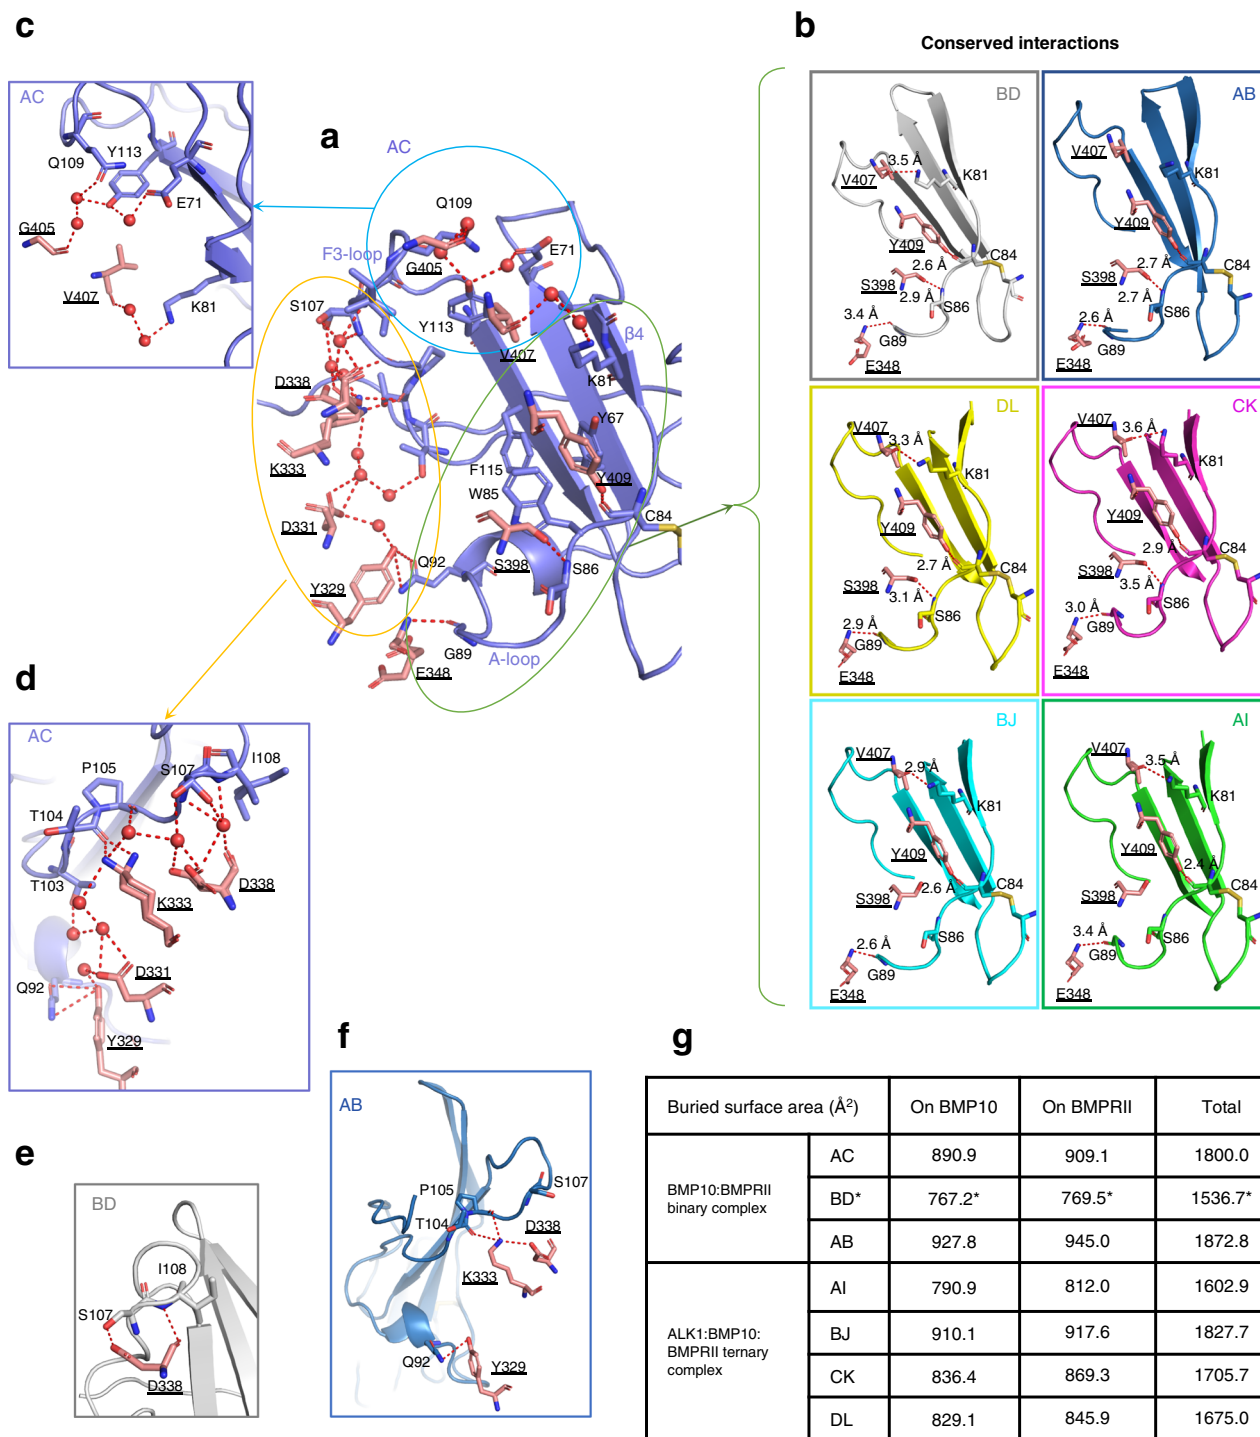 c
AC
Q109
Y113
E71
G405
V407
K81
a
AC
Q109
F3-loop
G405
E71
S107
Y113
V407
β4
K81
D338
Y67
K333
F115
W85
Y409
D331
C84
Q92
S398
S86
Y329
G89
A-loop
E348
b
Conserved interactions
BD
3.5 Å
V407
K81
Y409
2.6 Å
C84
S398
2.9 Å
S86
3.4 Å
G89
E348
AB
V407
K81
Y409
2.7 Å
C84
S398
2.7 Å
S86
2.6 Å
G89
E348
DL
V407
3.3 Å
K81
Y409
2.7 Å
C84
S398
3.1 Å
S86
2.9 Å
G89
E348
CK
V407
3.6 Å
K81
Y409
2.9 Å
C84
S398
3.5 Å
S86
3.0 Å
G89
E348
BJ
V407
2.9 Å
K81
Y409
2.6 Å
C84
S398
S86
2.6 Å
G89
E348
AI
V407
3.5 Å
K81
Y409
2.4 Å
C84
S398
S86
3.4 Å
G89
E348
d
AC
P105
S107
I108
T104
T103
D338
K333
D331
Q92
Y329
e
BD
I108
S107
D338
f
AB
P105
S107
T104
D338
K333
Q92
Y329
g
Buried surface area (Å²) On BMP10 On BMPRII Total
BMP10:BMPRII binary complex
AC 890.9 909.1 1800.0
BD* 767.2* 769.5* 1536.7*
AB 927.8 945.0 1872.8
ALK1:BMP10:
BMPRII ternary
complex
AI 790.9 812.0 1602.9
BJ 910.1 917.6 1827.7
CK 836.4 869.3 1705.7
DL 829.1 845.9 1675.0